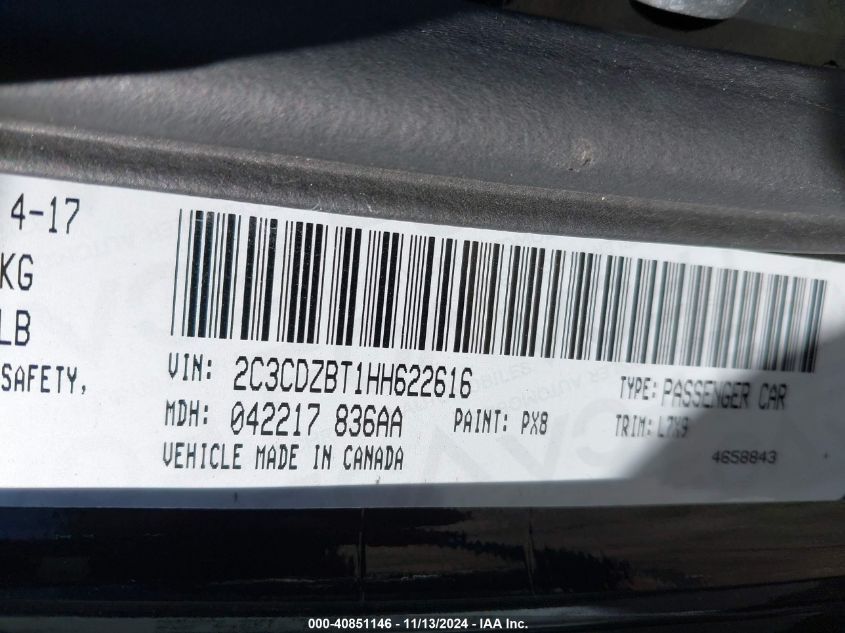 4-17
KG
LB
SAFETY,
VIN: 2C3CDZBT1HH622616
TYPE: PASSENGER CAR
MDH: 042217 836AA
PAINT: PX8
TRIM: L7X9
VEHICLE MADE IN CANADA
4658843
000-40851146 - 11/13/2024 - IAA Inc.